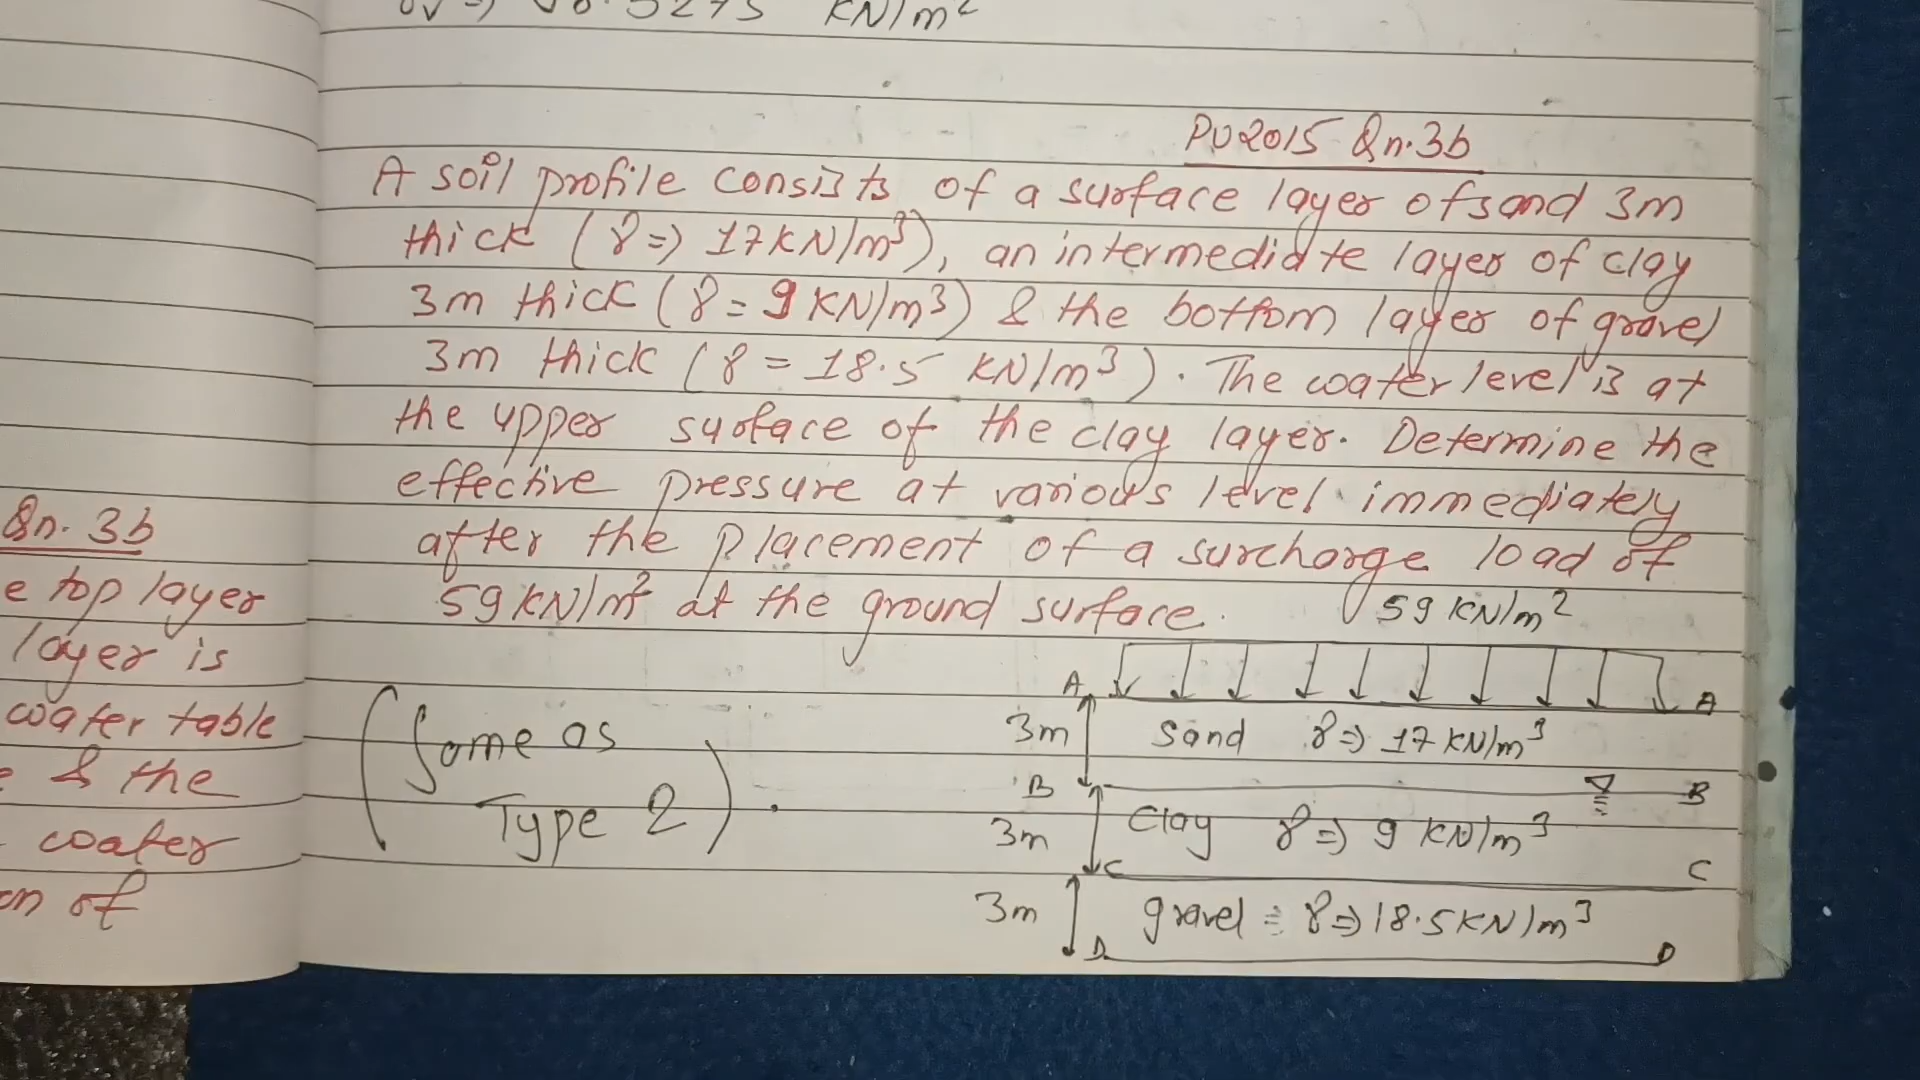 KN/m²
PU2015 Qn.3b
A soil profile consists of a surface layer of sand 3m
thick (γ=) 17KN/m³), an intermediate layer of clay
3m thick (γ = 9 KN/m³) & the bottom layer of gravel
3m thick (γ = 18.5 KN/m³). The water level is at
the upper surface of the clay layer. Determine the
effective pressure at various level immediately
after the placement of a surcharge load of
59KN/m² at the ground surface.
59 KN/m²
A A
3m Sand γ=) 17 KN/m³
B B
3m Clay γ=) 9 KN/m³
C C
3m gravel = γ=) 18.5KN/m³
D D
(Same as
Type 2).
Qn. 3b
e top layer
layer is
water table
& the
water
on of